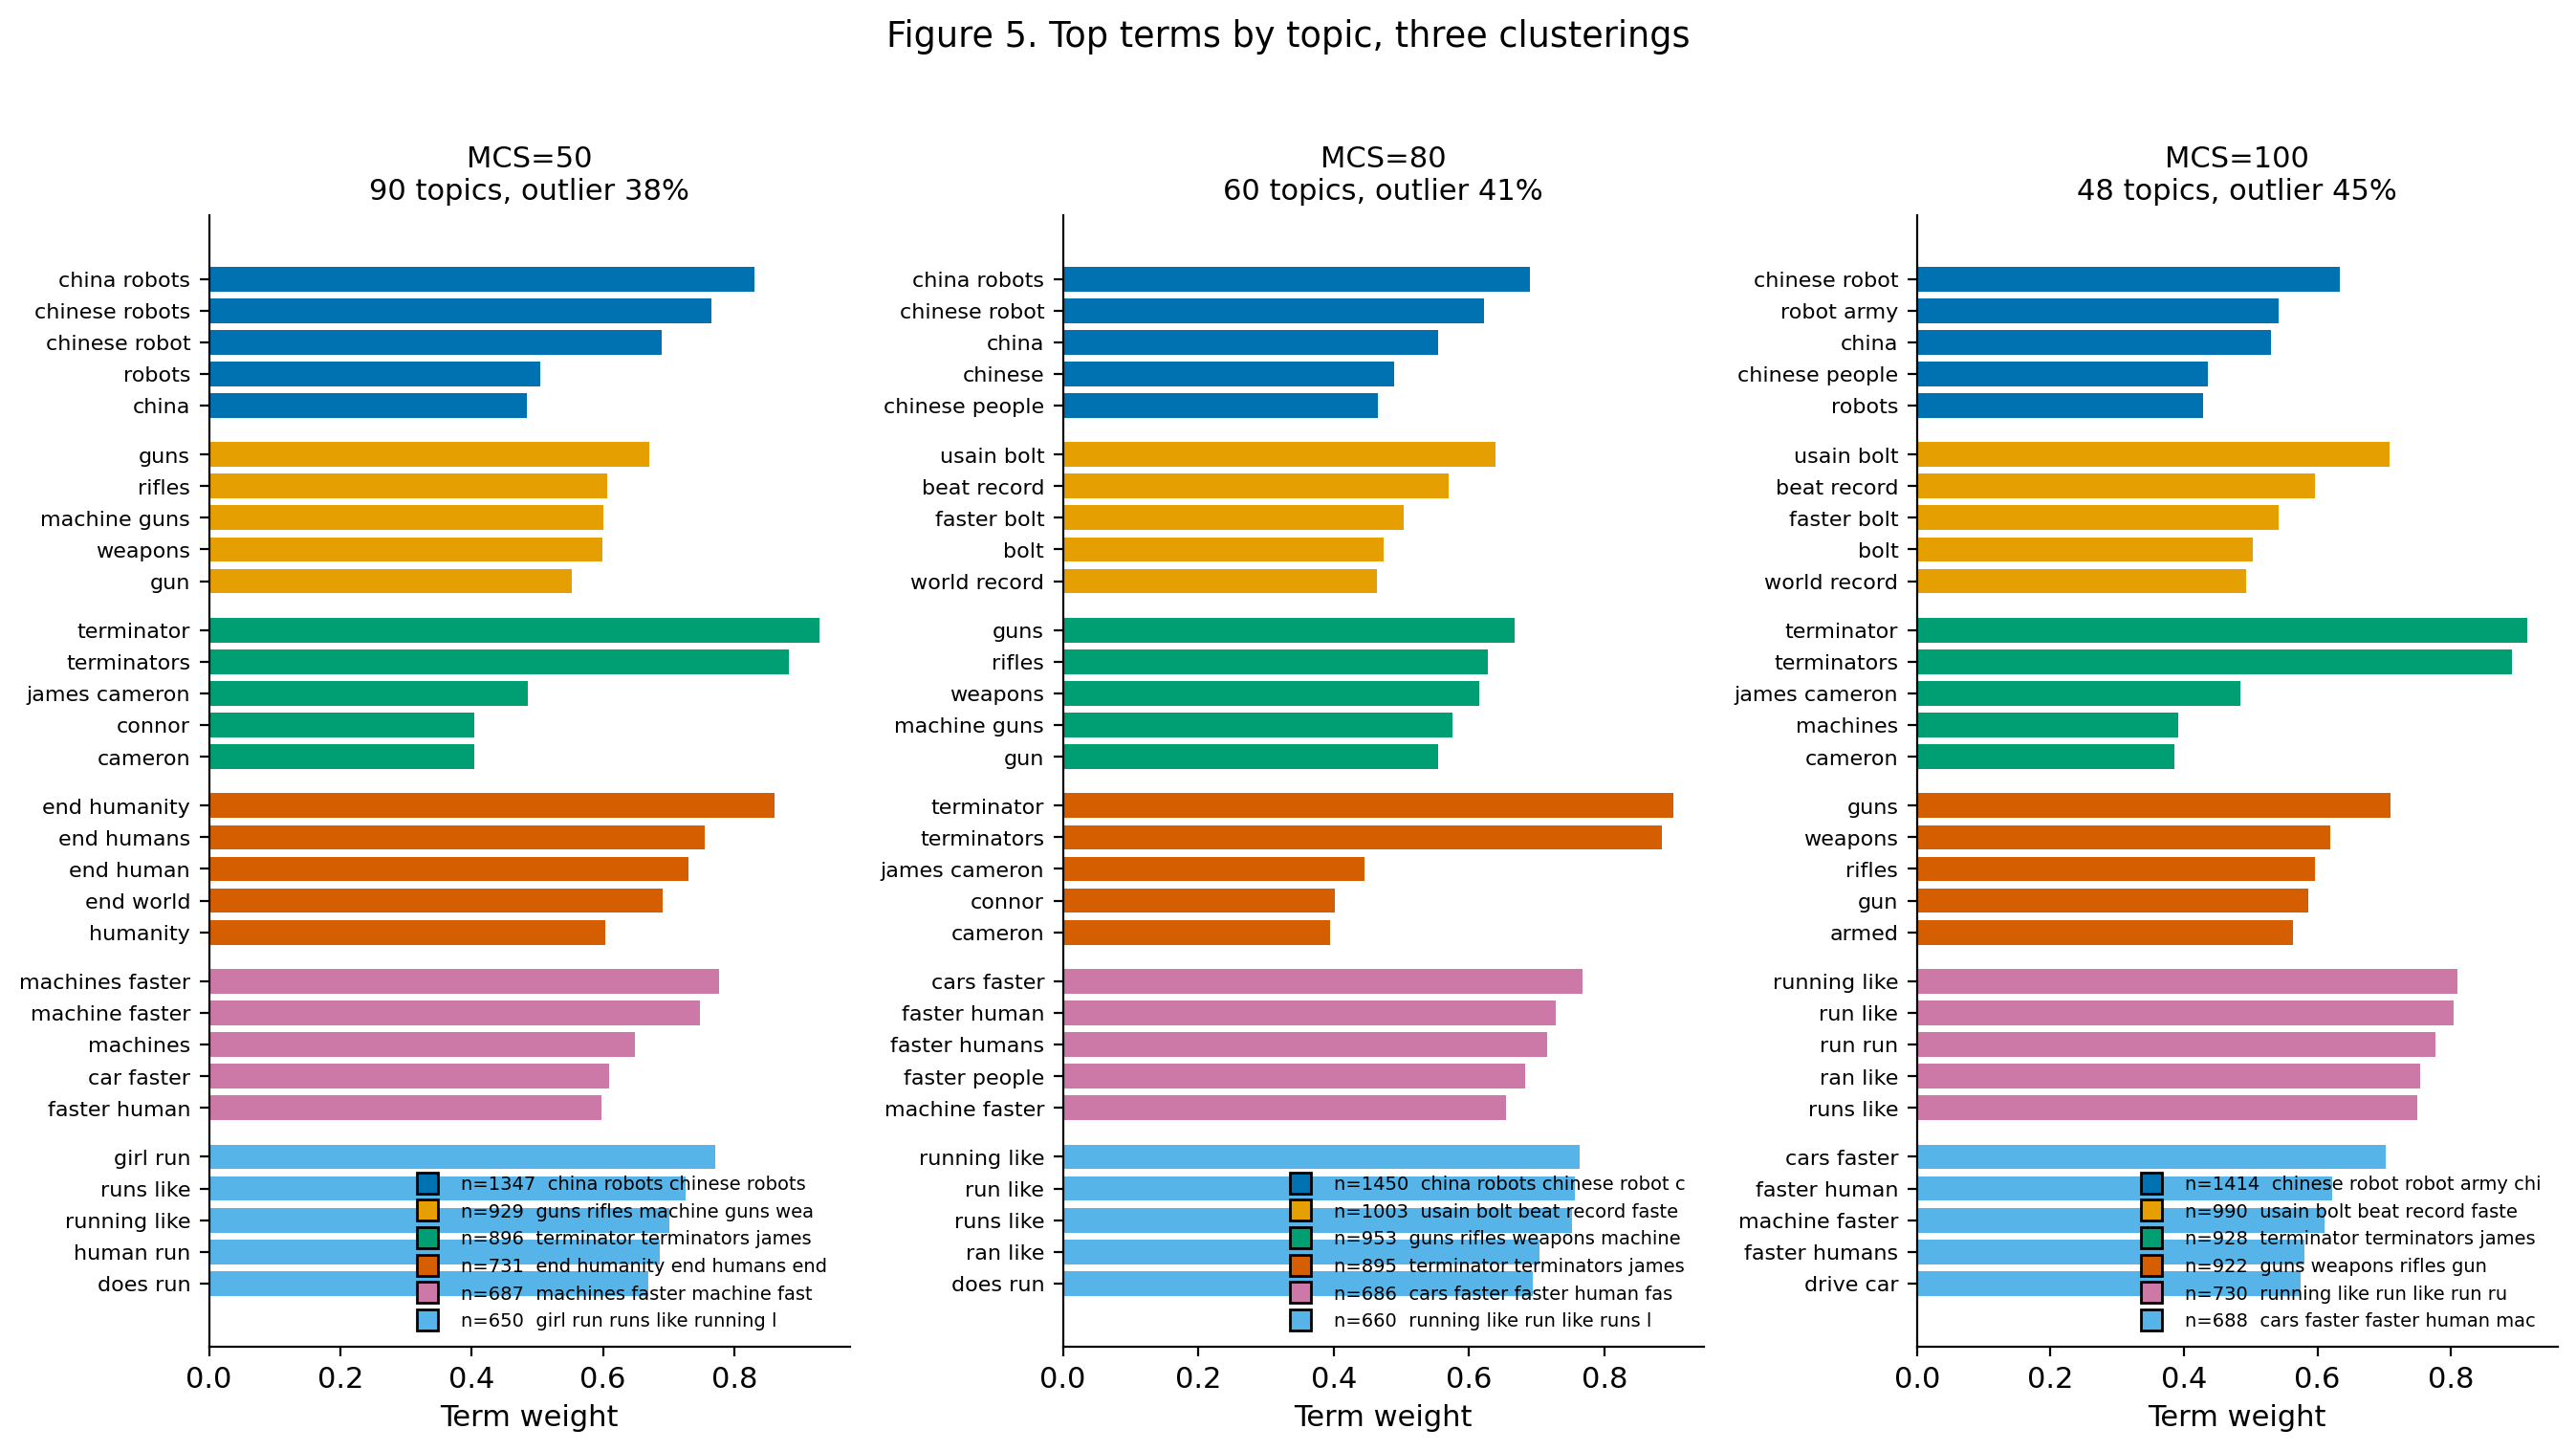 Figure 5. Top terms by topic, three clusterings
MCS=50
90 topics, outlier 38%
china robots
chinese robots
chinese robot
robots
china
guns
rifles
machine guns
weapons
gun
terminator
terminators
james cameron
connor
cameron
end humanity
end humans
end human
end world
humanity
machines faster
machine faster
machines
car faster
faster human
girl run
runs like
running like
human run
does run
n=1347 china robots chinese robots
n=929 guns rifles machine guns wea
n=896 terminator terminators james
n=731 end humanity end humans end
n=687 machines faster machine fast
n=650 girl run runs like running l
0.0 0.2 0.4 0.6 0.8
Term weight
MCS=80
60 topics, outlier 41%
china robots
chinese robot
china
chinese
chinese people
usain bolt
beat record
faster bolt
bolt
world record
guns
rifles
weapons
machine guns
gun
terminator
terminators
james cameron
connor
cameron
cars faster
faster human
faster humans
faster people
machine faster
running like
run like
runs like
ran like
does run
n=1450 china robots chinese robot c
n=1003 usain bolt beat record faste
n=953 guns rifles weapons machine
n=895 terminator terminators james
n=686 cars faster faster human fas
n=660 running like run like runs l
0.0 0.2 0.4 0.6 0.8
Term weight
MCS=100
48 topics, outlier 45%
chinese robot
robot army
china
chinese people
robots
usain bolt
beat record
faster bolt
bolt
world record
terminator
terminators
james cameron
machines
cameron
guns
weapons
rifles
gun
armed
running like
run like
run run
ran like
runs like
cars faster
faster human
machine faster
faster humans
drive car
n=1414 chinese robot robot army chi
n=990 usain bolt beat record faste
n=928 terminator terminators james
n=922 guns weapons rifles gun
n=730 running like run like run ru
n=688 cars faster faster human mac
0.0 0.2 0.4 0.6 0.8
Term weight